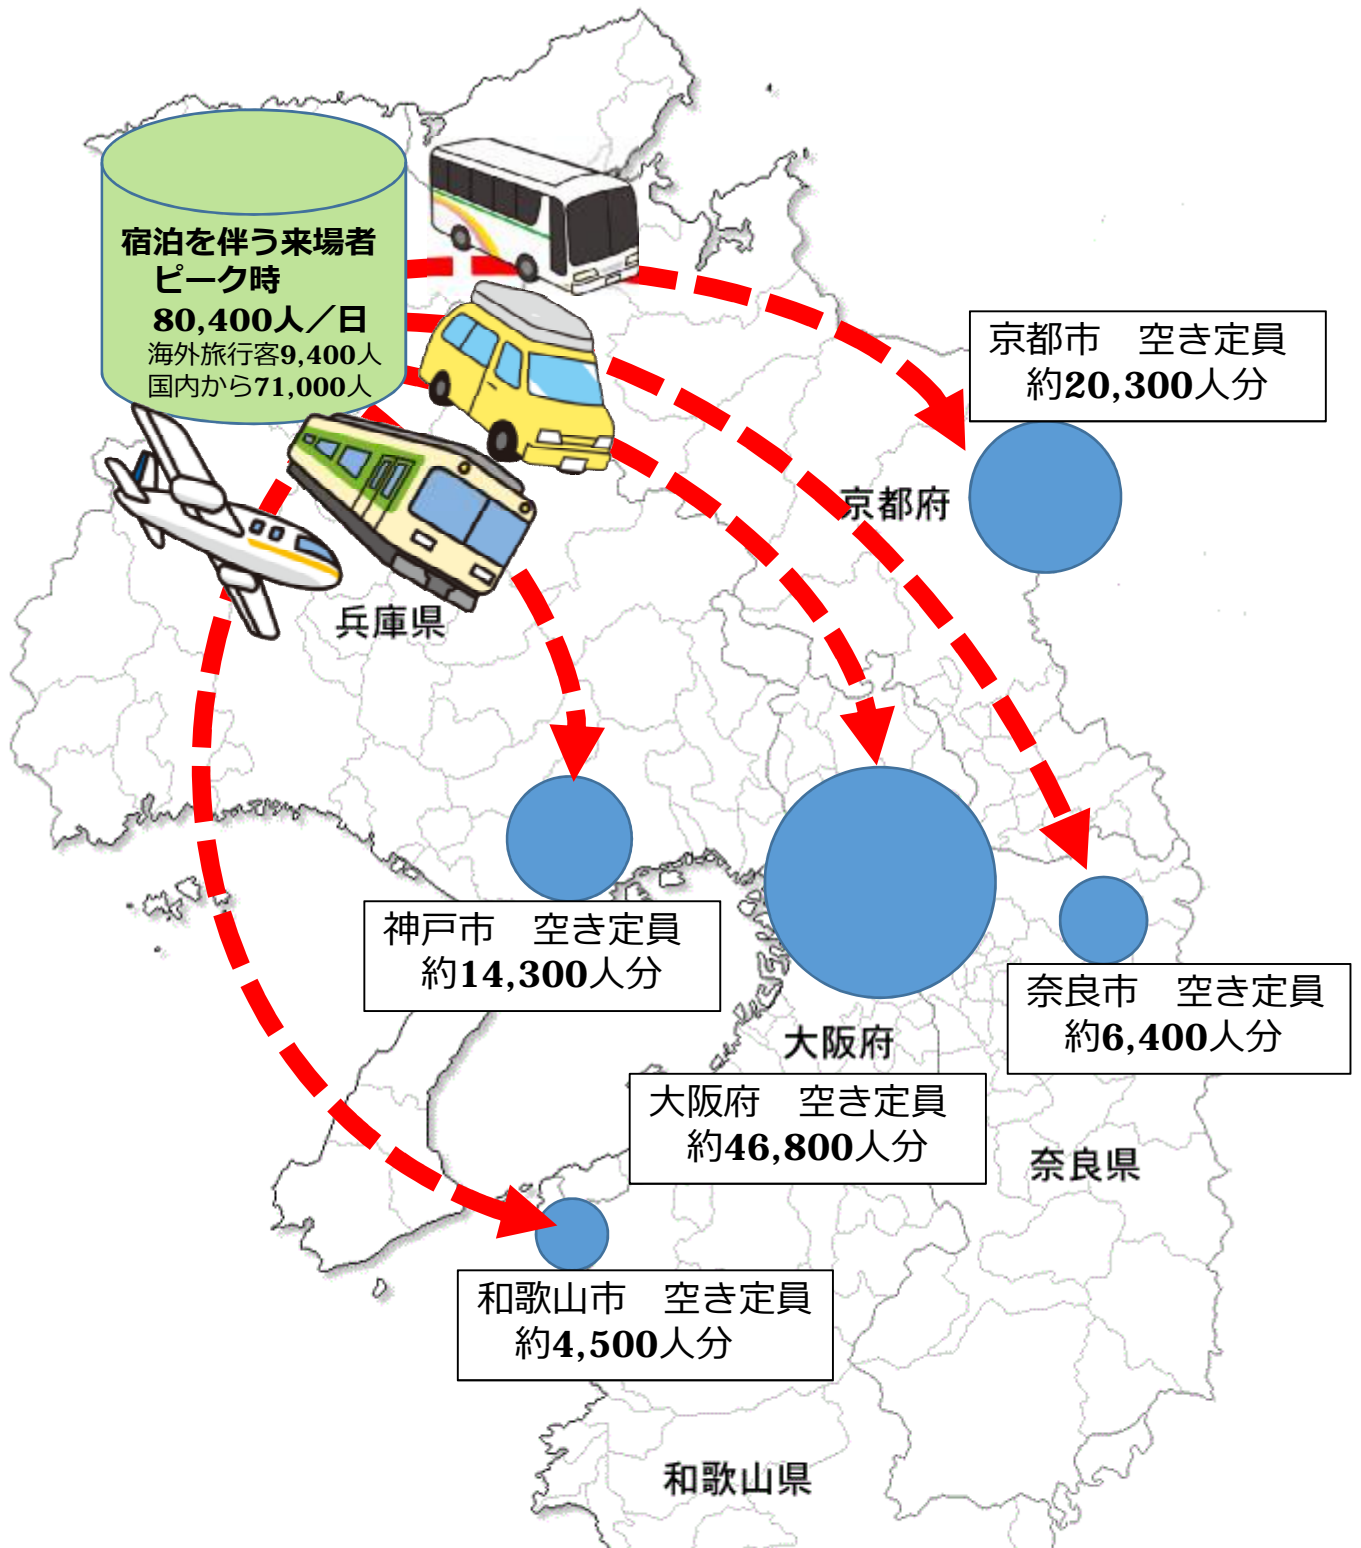 宿泊を伴う来場者
ピーク時
80,400人／日
海外旅行客9,400人
国内から71,000人
京都市　空き定員
約20,300人分
京都府
兵庫県
神戸市　空き定員
約14,300人分
奈良市　空き定員
約6,400人分
大阪府
大阪府　空き定員
約46,800人分
奈良県
和歌山市　空き定員
約4,500人分
和歌山県